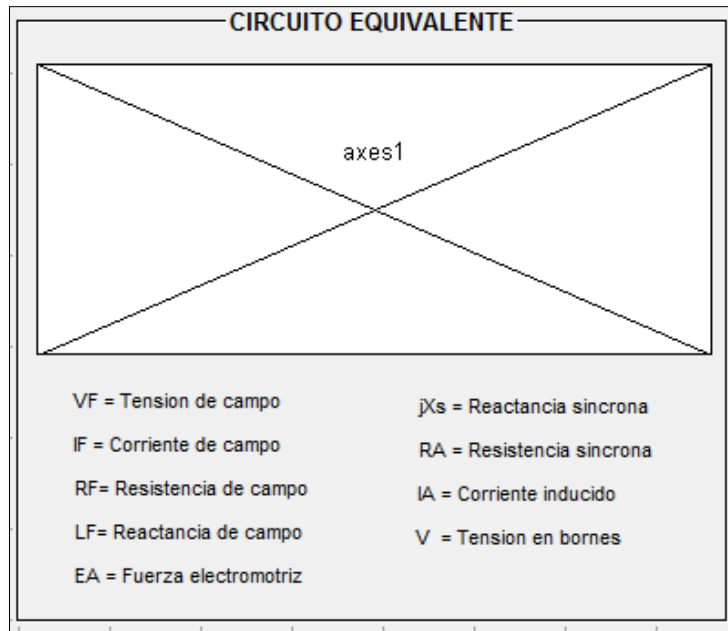 CIRCUITO EQUIVALENTE
axes1
VF = Tension de campo
IF = Corriente de campo
RF= Resistencia de campo
LF= Reactancia de campo
EA = Fuerza electromotriz
jXs = Reactancia sincrona
RA = Resistencia sincrona
IA = Corriente inducido
V = Tension en bornes